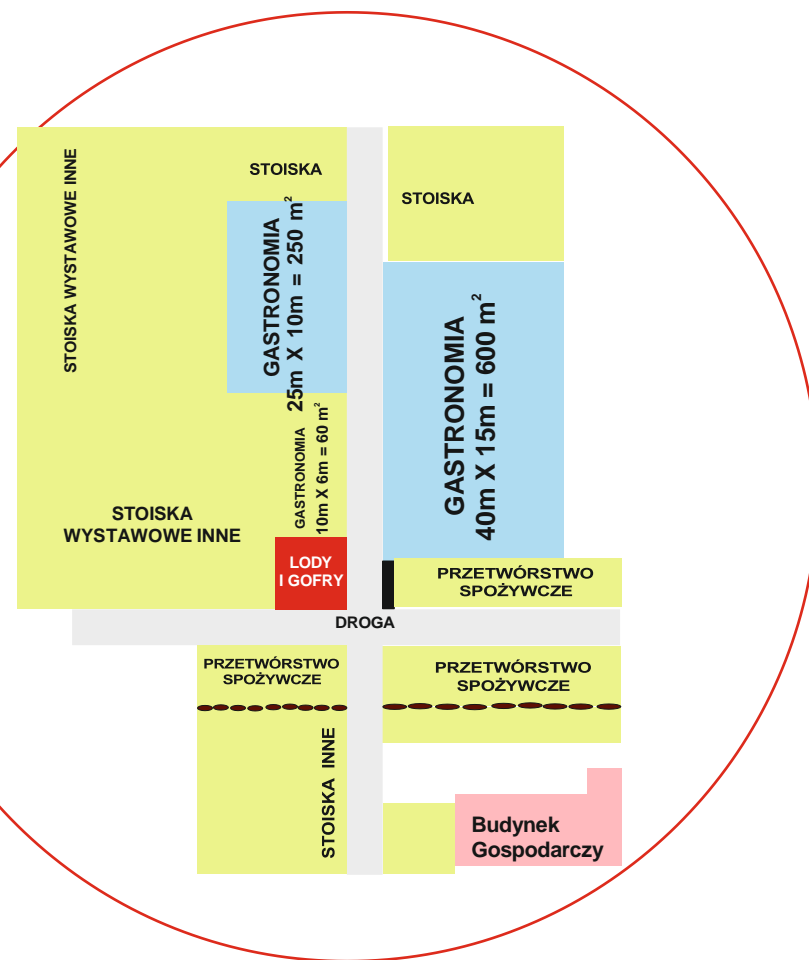 STOISKA
STOISKA
STOISKA WYSTAWOWE INNE
GASTRONOMIA
25m X 10m = 250 m²
GASTRONOMIA
40m X 15m = 600 m²
GASTRONOMIA
10m X 6m = 60 m²
STOISKA
WYSTAWOWE INNE
LODY
I GOFRY
PRZETWÓRSTWO
SPOŻYWCZE
DROGA
PRZETWÓRSTWO
SPOŻYWCZE
PRZETWÓRSTWO
SPOŻYWCZE
STOISKA INNE
Budynek
Gospodarczy